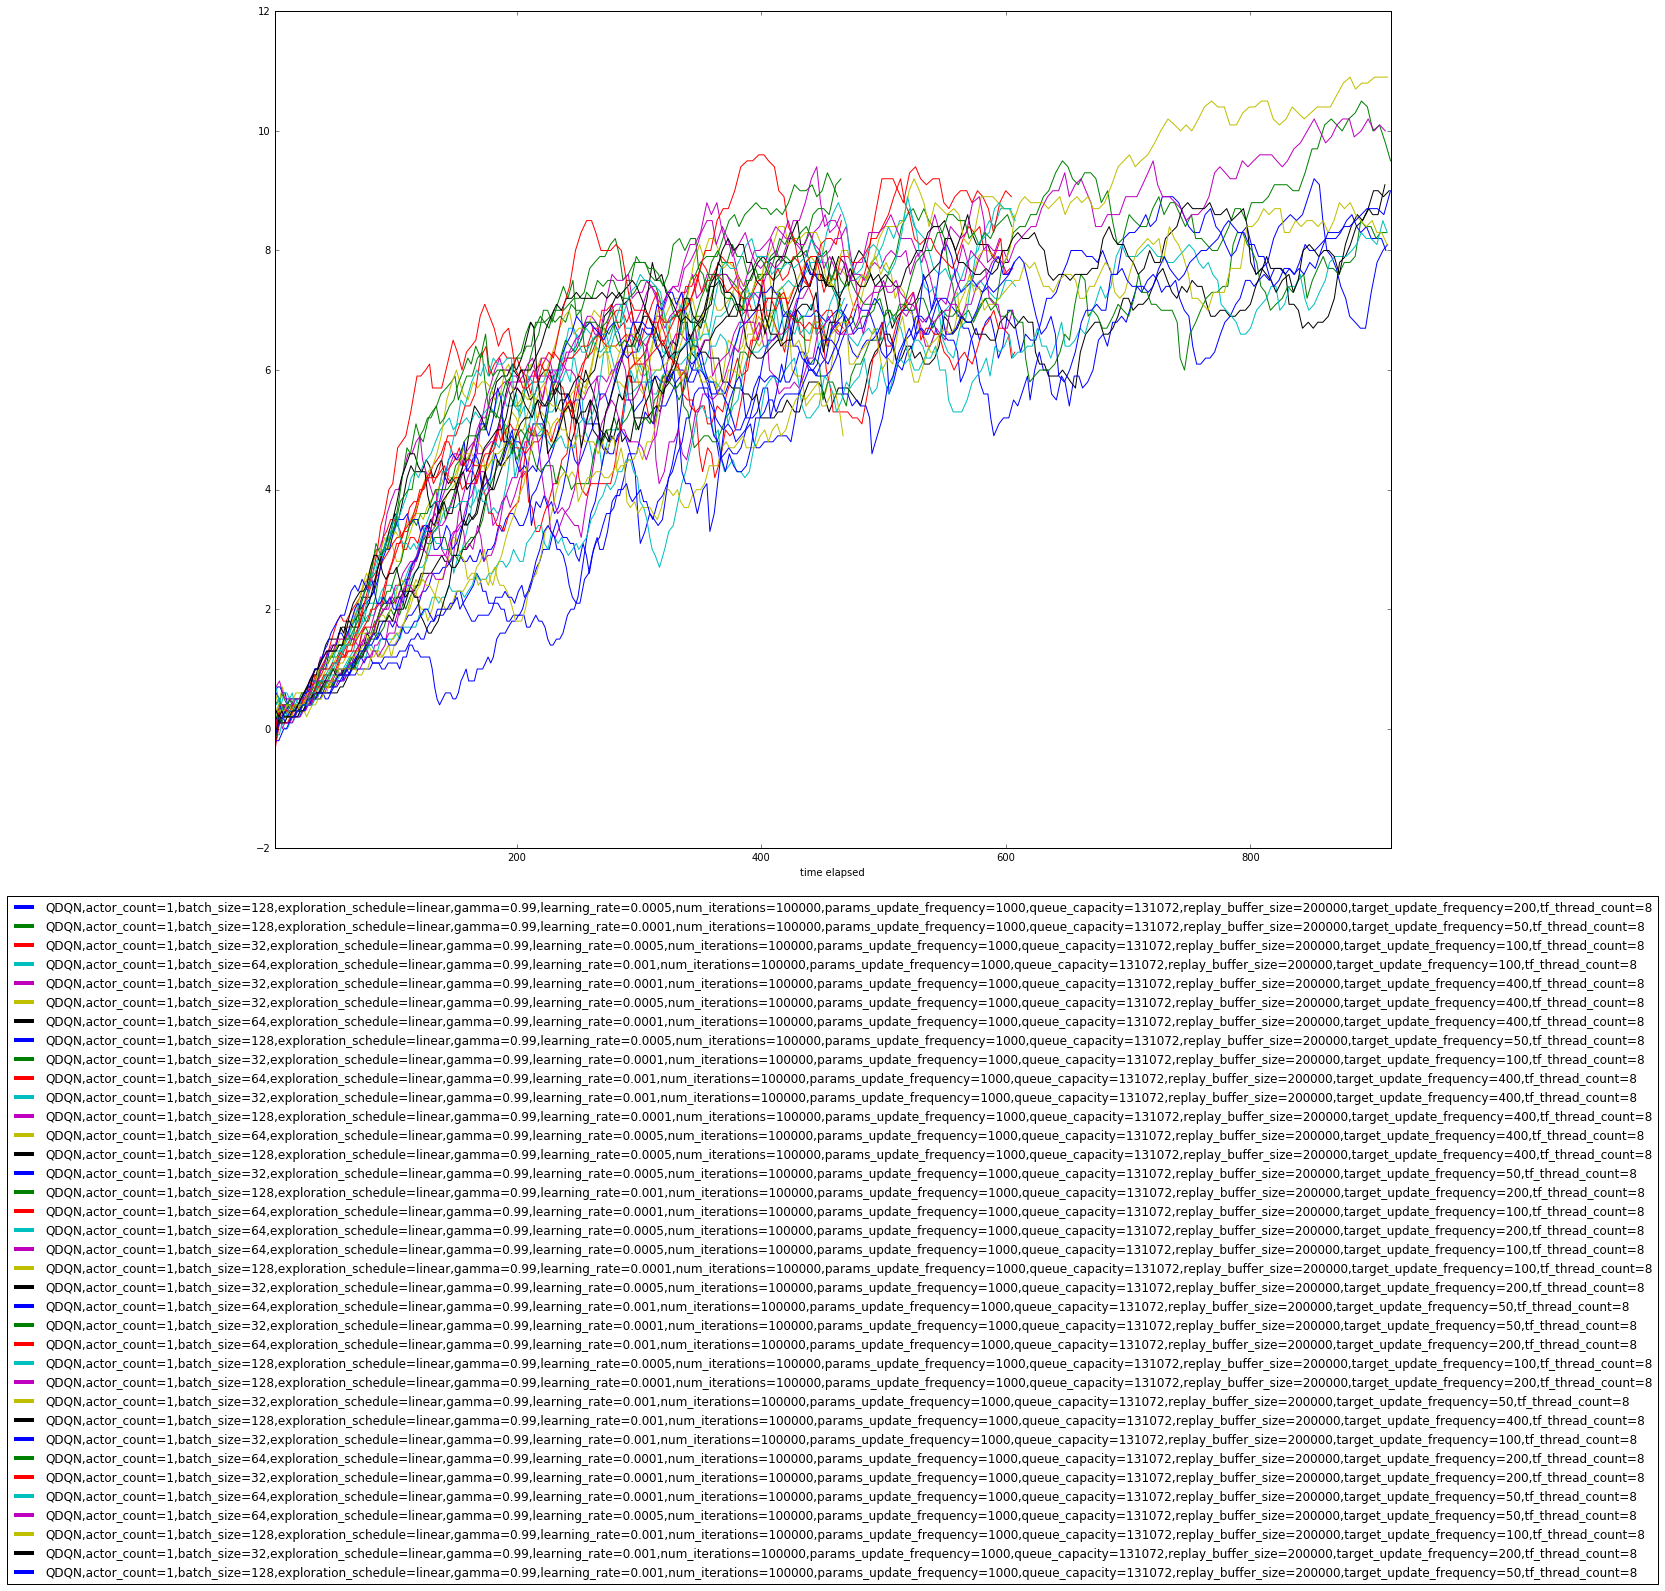 12
10
8
6
4
2
0
−2
200 400 600 800
time elapsed
QDQN,actor_count=1,batch_size=128,exploration_schedule=linear,gamma=0.99,learning_rate=0.0005,num_iterations=100000,params_update_frequency=1000,queue_capacity=131072,replay_buffer_size=200000,target_update_frequency=200,tf_thread_count=8
QDQN,actor_count=1,batch_size=128,exploration_schedule=linear,gamma=0.99,learning_rate=0.0001,num_iterations=100000,params_update_frequency=1000,queue_capacity=131072,replay_buffer_size=200000,target_update_frequency=50,tf_thread_count=8
QDQN,actor_count=1,batch_size=32,exploration_schedule=linear,gamma=0.99,learning_rate=0.0005,num_iterations=100000,params_update_frequency=1000,queue_capacity=131072,replay_buffer_size=200000,target_update_frequency=100,tf_thread_count=8
QDQN,actor_count=1,batch_size=64,exploration_schedule=linear,gamma=0.99,learning_rate=0.001,num_iterations=100000,params_update_frequency=1000,queue_capacity=131072,replay_buffer_size=200000,target_update_frequency=100,tf_thread_count=8
QDQN,actor_count=1,batch_size=32,exploration_schedule=linear,gamma=0.99,learning_rate=0.0001,num_iterations=100000,params_update_frequency=1000,queue_capacity=131072,replay_buffer_size=200000,target_update_frequency=400,tf_thread_count=8
QDQN,actor_count=1,batch_size=32,exploration_schedule=linear,gamma=0.99,learning_rate=0.0005,num_iterations=100000,params_update_frequency=1000,queue_capacity=131072,replay_buffer_size=200000,target_update_frequency=400,tf_thread_count=8
QDQN,actor_count=1,batch_size=64,exploration_schedule=linear,gamma=0.99,learning_rate=0.0001,num_iterations=100000,params_update_frequency=1000,queue_capacity=131072,replay_buffer_size=200000,target_update_frequency=400,tf_thread_count=8
QDQN,actor_count=1,batch_size=128,exploration_schedule=linear,gamma=0.99,learning_rate=0.0005,num_iterations=100000,params_update_frequency=1000,queue_capacity=131072,replay_buffer_size=200000,target_update_frequency=50,tf_thread_count=8
QDQN,actor_count=1,batch_size=32,exploration_schedule=linear,gamma=0.99,learning_rate=0.0001,num_iterations=100000,params_update_frequency=1000,queue_capacity=131072,replay_buffer_size=200000,target_update_frequency=100,tf_thread_count=8
QDQN,actor_count=1,batch_size=64,exploration_schedule=linear,gamma=0.99,learning_rate=0.001,num_iterations=100000,params_update_frequency=1000,queue_capacity=131072,replay_buffer_size=200000,target_update_frequency=400,tf_thread_count=8
QDQN,actor_count=1,batch_size=32,exploration_schedule=linear,gamma=0.99,learning_rate=0.001,num_iterations=100000,params_update_frequency=1000,queue_capacity=131072,replay_buffer_size=200000,target_update_frequency=400,tf_thread_count=8
QDQN,actor_count=1,batch_size=128,exploration_schedule=linear,gamma=0.99,learning_rate=0.0001,num_iterations=100000,params_update_frequency=1000,queue_capacity=131072,replay_buffer_size=200000,target_update_frequency=400,tf_thread_count=8
QDQN,actor_count=1,batch_size=64,exploration_schedule=linear,gamma=0.99,learning_rate=0.0005,num_iterations=100000,params_update_frequency=1000,queue_capacity=131072,replay_buffer_size=200000,target_update_frequency=400,tf_thread_count=8
QDQN,actor_count=1,batch_size=128,exploration_schedule=linear,gamma=0.99,learning_rate=0.0005,num_iterations=100000,params_update_frequency=1000,queue_capacity=131072,replay_buffer_size=200000,target_update_frequency=400,tf_thread_count=8
QDQN,actor_count=1,batch_size=32,exploration_schedule=linear,gamma=0.99,learning_rate=0.0005,num_iterations=100000,params_update_frequency=1000,queue_capacity=131072,replay_buffer_size=200000,target_update_frequency=50,tf_thread_count=8
QDQN,actor_count=1,batch_size=128,exploration_schedule=linear,gamma=0.99,learning_rate=0.001,num_iterations=100000,params_update_frequency=1000,queue_capacity=131072,replay_buffer_size=200000,target_update_frequency=200,tf_thread_count=8
QDQN,actor_count=1,batch_size=64,exploration_schedule=linear,gamma=0.99,learning_rate=0.0001,num_iterations=100000,params_update_frequency=1000,queue_capacity=131072,replay_buffer_size=200000,target_update_frequency=100,tf_thread_count=8
QDQN,actor_count=1,batch_size=64,exploration_schedule=linear,gamma=0.99,learning_rate=0.0005,num_iterations=100000,params_update_frequency=1000,queue_capacity=131072,replay_buffer_size=200000,target_update_frequency=200,tf_thread_count=8
QDQN,actor_count=1,batch_size=64,exploration_schedule=linear,gamma=0.99,learning_rate=0.0005,num_iterations=100000,params_update_frequency=1000,queue_capacity=131072,replay_buffer_size=200000,target_update_frequency=100,tf_thread_count=8
QDQN,actor_count=1,batch_size=128,exploration_schedule=linear,gamma=0.99,learning_rate=0.0001,num_iterations=100000,params_update_frequency=1000,queue_capacity=131072,replay_buffer_size=200000,target_update_frequency=100,tf_thread_count=8
QDQN,actor_count=1,batch_size=32,exploration_schedule=linear,gamma=0.99,learning_rate=0.0005,num_iterations=100000,params_update_frequency=1000,queue_capacity=131072,replay_buffer_size=200000,target_update_frequency=200,tf_thread_count=8
QDQN,actor_count=1,batch_size=64,exploration_schedule=linear,gamma=0.99,learning_rate=0.001,num_iterations=100000,params_update_frequency=1000,queue_capacity=131072,replay_buffer_size=200000,target_update_frequency=50,tf_thread_count=8
QDQN,actor_count=1,batch_size=32,exploration_schedule=linear,gamma=0.99,learning_rate=0.0001,num_iterations=100000,params_update_frequency=1000,queue_capacity=131072,replay_buffer_size=200000,target_update_frequency=50,tf_thread_count=8
QDQN,actor_count=1,batch_size=64,exploration_schedule=linear,gamma=0.99,learning_rate=0.001,num_iterations=100000,params_update_frequency=1000,queue_capacity=131072,replay_buffer_size=200000,target_update_frequency=200,tf_thread_count=8
QDQN,actor_count=1,batch_size=128,exploration_schedule=linear,gamma=0.99,learning_rate=0.0005,num_iterations=100000,params_update_frequency=1000,queue_capacity=131072,replay_buffer_size=200000,target_update_frequency=100,tf_thread_count=8
QDQN,actor_count=1,batch_size=128,exploration_schedule=linear,gamma=0.99,learning_rate=0.0001,num_iterations=100000,params_update_frequency=1000,queue_capacity=131072,replay_buffer_size=200000,target_update_frequency=200,tf_thread_count=8
QDQN,actor_count=1,batch_size=32,exploration_schedule=linear,gamma=0.99,learning_rate=0.001,num_iterations=100000,params_update_frequency=1000,queue_capacity=131072,replay_buffer_size=200000,target_update_frequency=50,tf_thread_count=8
QDQN,actor_count=1,batch_size=128,exploration_schedule=linear,gamma=0.99,learning_rate=0.001,num_iterations=100000,params_update_frequency=1000,queue_capacity=131072,replay_buffer_size=200000,target_update_frequency=400,tf_thread_count=8
QDQN,actor_count=1,batch_size=32,exploration_schedule=linear,gamma=0.99,learning_rate=0.001,num_iterations=100000,params_update_frequency=1000,queue_capacity=131072,replay_buffer_size=200000,target_update_frequency=100,tf_thread_count=8
QDQN,actor_count=1,batch_size=64,exploration_schedule=linear,gamma=0.99,learning_rate=0.0001,num_iterations=100000,params_update_frequency=1000,queue_capacity=131072,replay_buffer_size=200000,target_update_frequency=200,tf_thread_count=8
QDQN,actor_count=1,batch_size=32,exploration_schedule=linear,gamma=0.99,learning_rate=0.0001,num_iterations=100000,params_update_frequency=1000,queue_capacity=131072,replay_buffer_size=200000,target_update_frequency=200,tf_thread_count=8
QDQN,actor_count=1,batch_size=64,exploration_schedule=linear,gamma=0.99,learning_rate=0.0001,num_iterations=100000,params_update_frequency=1000,queue_capacity=131072,replay_buffer_size=200000,target_update_frequency=50,tf_thread_count=8
QDQN,actor_count=1,batch_size=64,exploration_schedule=linear,gamma=0.99,learning_rate=0.0005,num_iterations=100000,params_update_frequency=1000,queue_capacity=131072,replay_buffer_size=200000,target_update_frequency=50,tf_thread_count=8
QDQN,actor_count=1,batch_size=128,exploration_schedule=linear,gamma=0.99,learning_rate=0.001,num_iterations=100000,params_update_frequency=1000,queue_capacity=131072,replay_buffer_size=200000,target_update_frequency=100,tf_thread_count=8
QDQN,actor_count=1,batch_size=32,exploration_schedule=linear,gamma=0.99,learning_rate=0.001,num_iterations=100000,params_update_frequency=1000,queue_capacity=131072,replay_buffer_size=200000,target_update_frequency=200,tf_thread_count=8
QDQN,actor_count=1,batch_size=128,exploration_schedule=linear,gamma=0.99,learning_rate=0.001,num_iterations=100000,params_update_frequency=1000,queue_capacity=131072,replay_buffer_size=200000,target_update_frequency=50,tf_thread_count=8